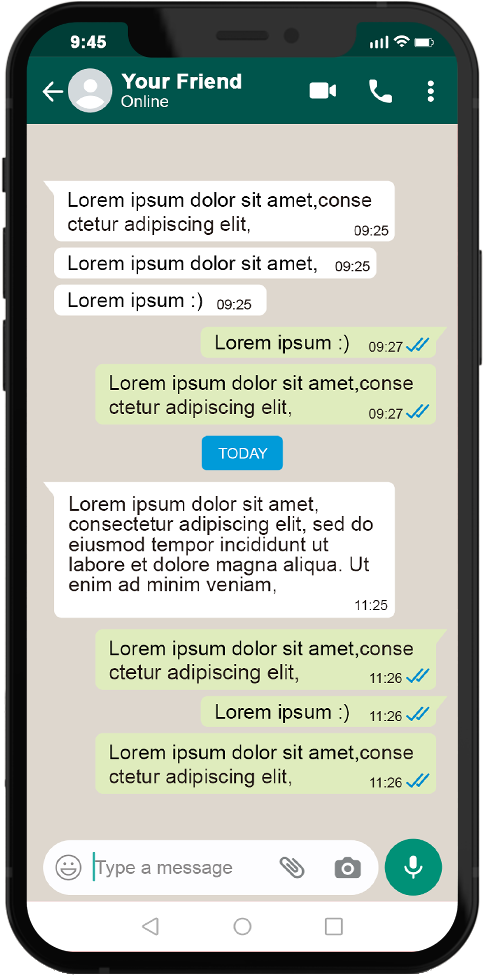 9:45
Your Friend
Online
Lorem ipsum dolor sit amet,conse
ctetur adipiscing elit,
09:25
Lorem ipsum dolor sit amet, 09:25
Lorem ipsum :) 09:25
Lorem ipsum :) 09:27
Lorem ipsum dolor sit amet,conse
ctetur adipiscing elit, 09:27
TODAY
Lorem ipsum dolor sit amet,
consectetur adipiscing elit, sed do
eiusmod tempor incididunt ut
labore et dolore magna aliqua. Ut
enim ad minim veniam,
11:25
Lorem ipsum dolor sit amet,conse
ctetur adipiscing elit, 11:26
Lorem ipsum :) 11:26
Lorem ipsum dolor sit amet,conse
ctetur adipiscing elit, 11:26
Type a message